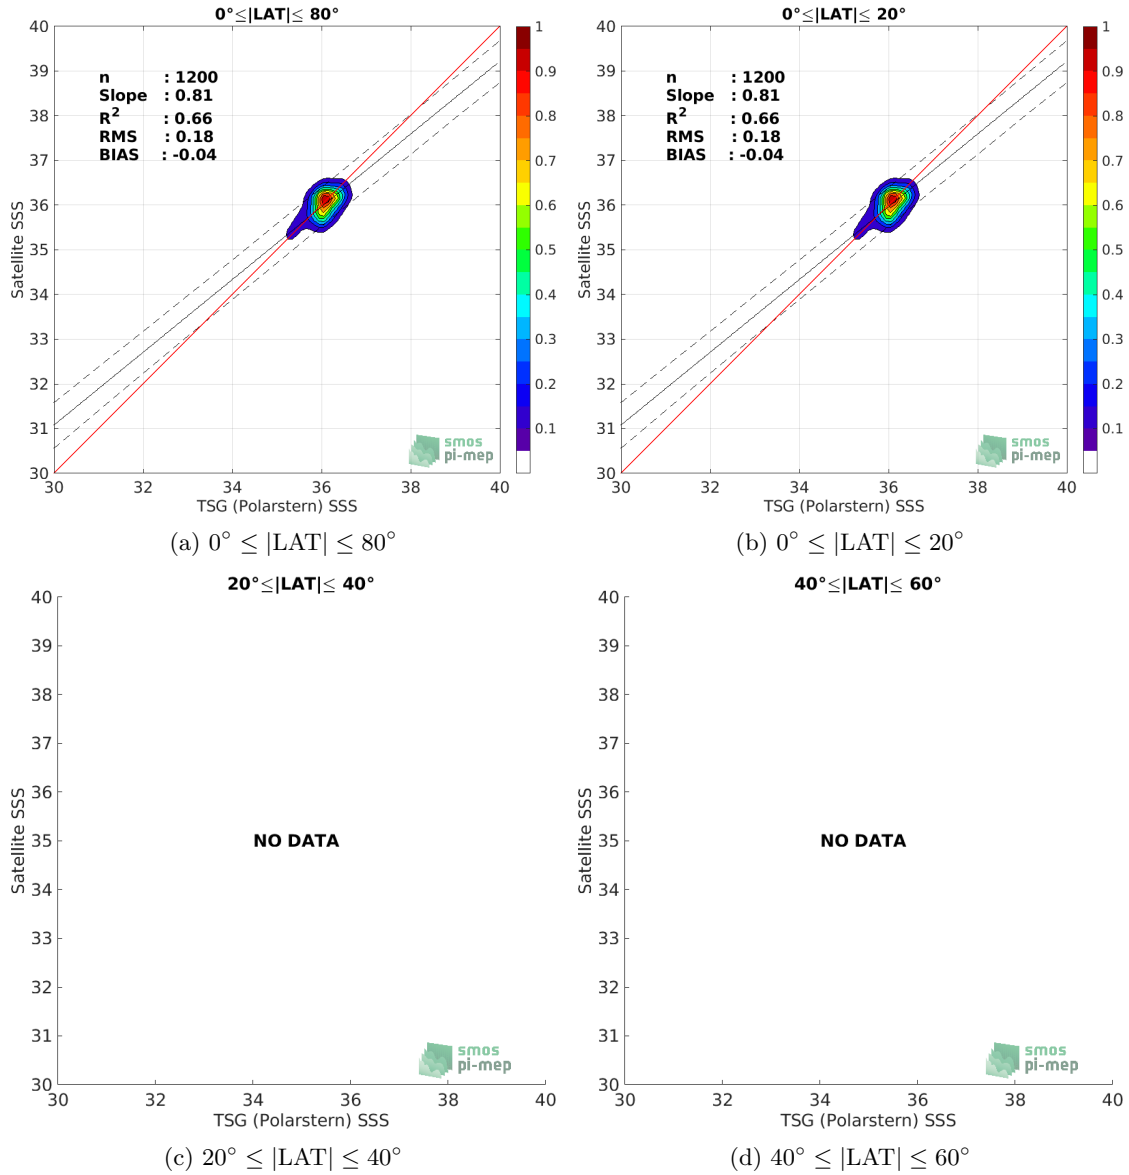 0°≤|LAT|≤ 80°
40
39
38
37
36
35
34
33
32
31
30
Satellite SSS
n : 1200
Slope : 0.81
R² : 0.66
RMS : 0.18
BIAS : -0.04
smos
pi-mep
30 32 34 36 38 40
TSG (Polarstern) SSS
1
0.9
0.8
0.7
0.6
0.5
0.4
0.3
0.2
0.1
(a) 0° ≤ |LAT| ≤ 80°
0°≤|LAT|≤ 20°
40
39
38
37
36
35
34
33
32
31
30
Satellite SSS
n : 1200
Slope : 0.81
R² : 0.66
RMS : 0.18
BIAS : -0.04
smos
pi-mep
30 32 34 36 38 40
TSG (Polarstern) SSS
1
0.9
0.8
0.7
0.6
0.5
0.4
0.3
0.2
0.1
(b) 0° ≤ |LAT| ≤ 20°
20°≤|LAT|≤ 40°
40
39
38
37
36
35
34
33
32
31
30
Satellite SSS
NO DATA
smos
pi-mep
30 32 34 36 38 40
TSG (Polarstern) SSS
(c) 20° ≤ |LAT| ≤ 40°
40°≤|LAT|≤ 60°
40
39
38
37
36
35
34
33
32
31
30
Satellite SSS
NO DATA
smos
pi-mep
30 32 34 36 38 40
TSG (Polarstern) SSS
(d) 40° ≤ |LAT| ≤ 60°